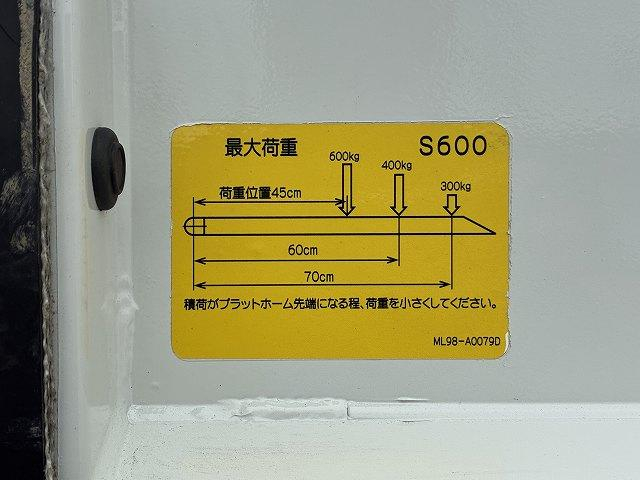 最大荷重 S600
600kg
400kg
300kg
荷重位置45cm
60cm
70cm
積荷がプラットホーム先端になる程、荷重を小さくしてください。
ML98-A0079D